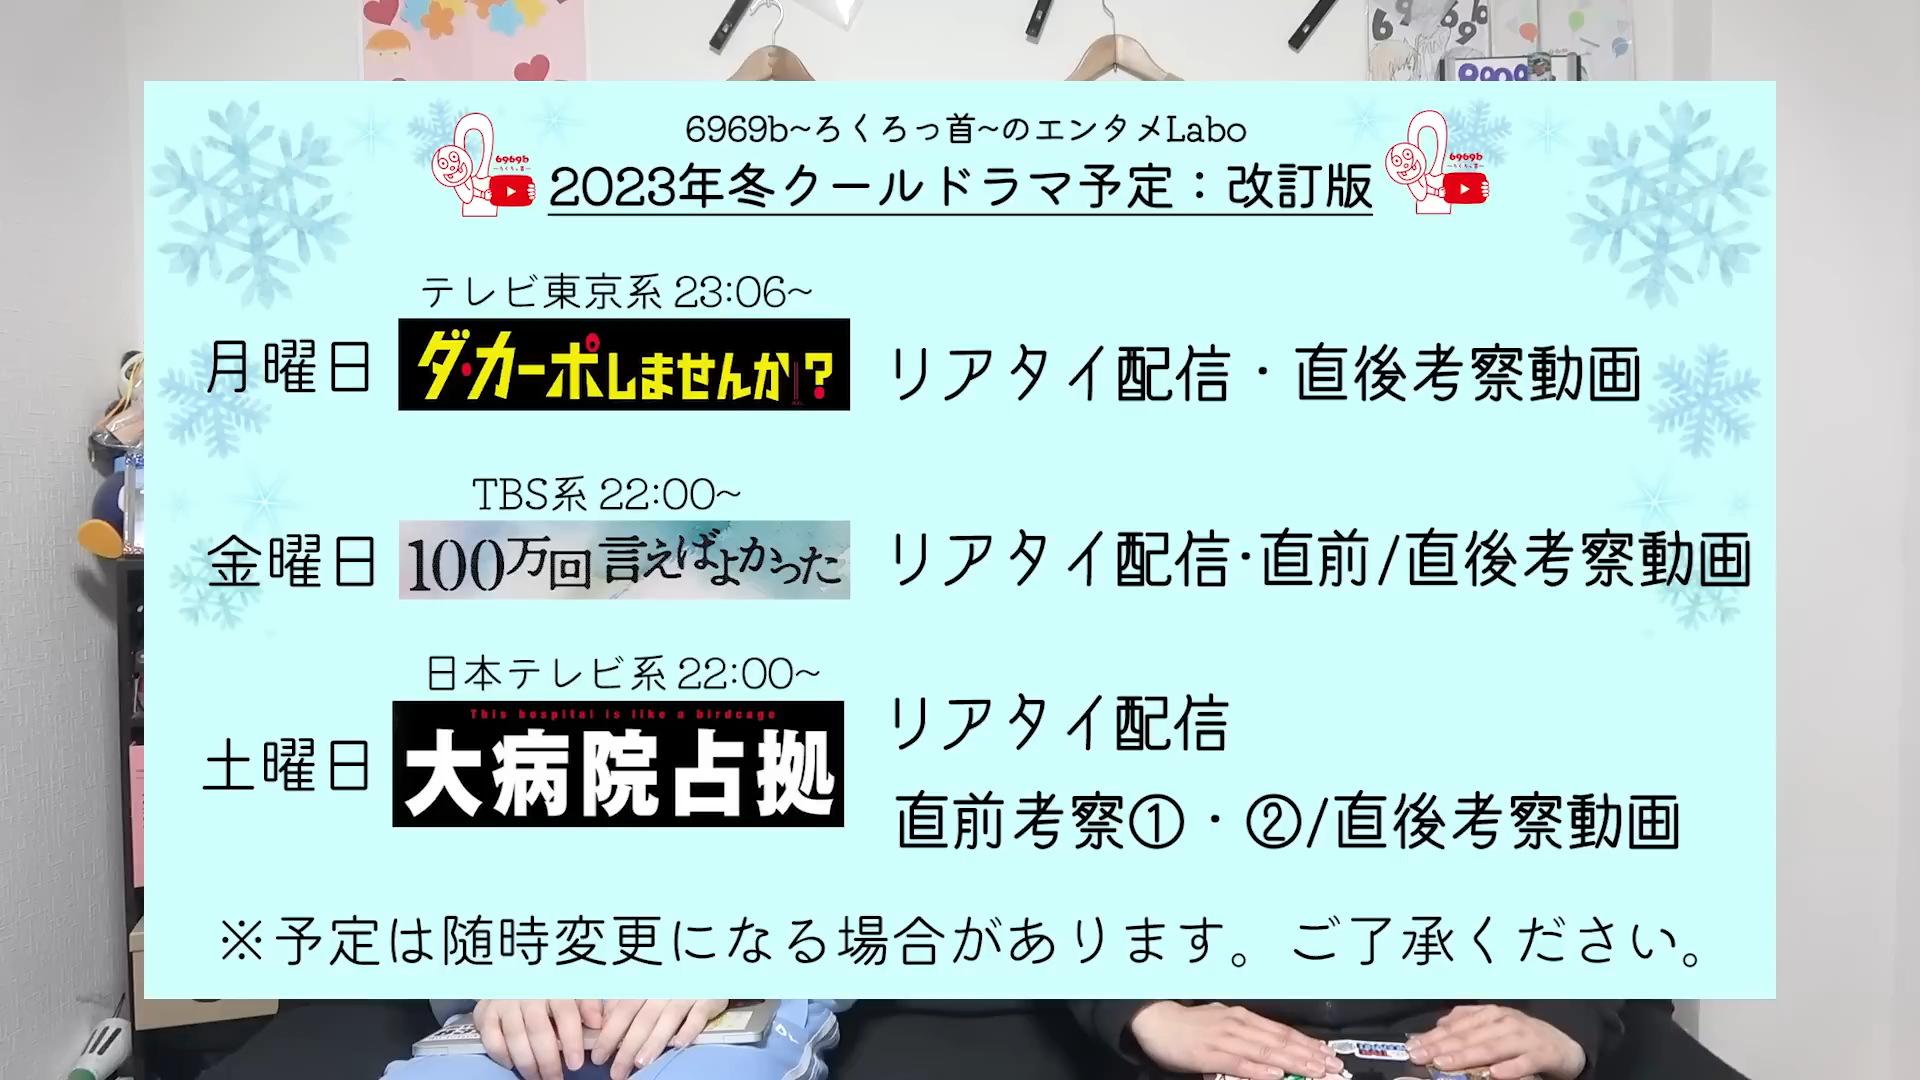 6969b~ろくろっ首~のエンタメLabo
2023年冬クールドラマ予定：改訂版
6969b
6969b
テレビ東京系 23:06~
月曜日
ダ・カーポしませんか?
リアタイ配信・直後考察動画
TBS系 22:00~
金曜日
100万回 言えばよかった
リアタイ配信・直前/直後考察動画
日本テレビ系 22:00~
土曜日
This hospital is like a birdcage
大病院占拠
リアタイ配信
直前考察①・②/直後考察動画
※予定は随時変更になる場合があります。ご了承ください。